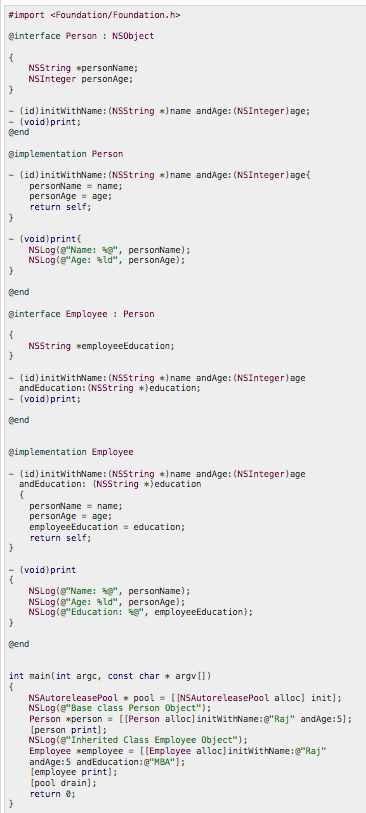 #import <Foundation/Foundation.h>
@interface Person : NSObject
{
NSString *personName;
NSInteger personAge;
}
- (id)initWithName:(NSString *)name andAge:(NSInteger)age;
- (void)print;
@end
@implementation Person
- (id)initWithName:(NSString *)name andAge:(NSInteger)age{
personName = name;
personAge = age;
return self;
}
- (void)print{
NSLog(@"Name: %@", personName);
NSLog(@"Age: %ld", personAge);
}
@end
@interface Employee : Person
{
NSString *employeeEducation;
}
- (id)initWithName:(NSString *)name andAge:(NSInteger)age
andEducation:(NSString *)education;
- (void)print;
@end
@implementation Employee
- (id)initWithName:(NSString *)name andAge:(NSInteger)age
andEducation: (NSString *)education
{
personName = name;
personAge = age;
employeeEducation = education;
return self;
}
- (void)print
{
NSLog(@"Name: %@", personName);
NSLog(@"Age: %ld", personAge);
NSLog(@"Education: %@", employeeEducation);
}
@end
int main(int argc, const char * argv[])
{
NSAutoreleasePool * pool = [[NSAutoreleasePool alloc] init];
NSLog(@"Base class Person Object");
Person *person = [[Person alloc]initWithName:@"Raj" andAge:5];
[person print];
NSLog(@"Inherited Class Employee Object");
Employee *employee = [[Employee alloc]initWithName:@"Raj"
andAge:5 andEducation:@"MBA"];
[employee print];
[pool drain];
return 0;
}